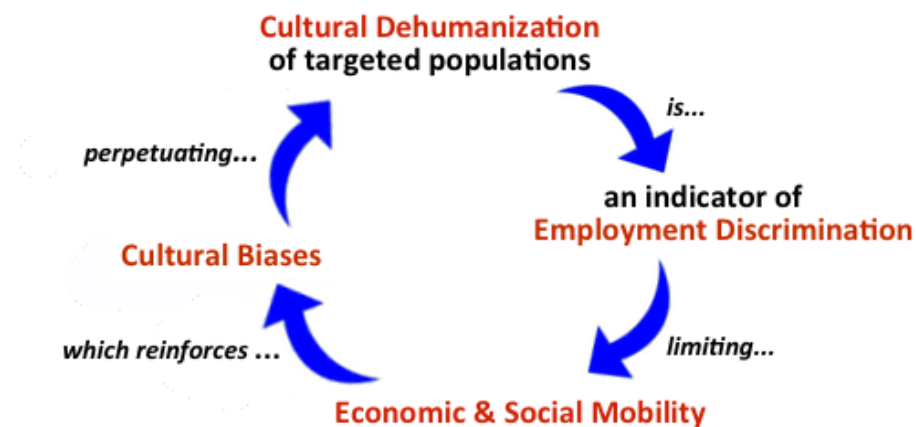 Cultural Dehumanization
of targeted populations
is...
an indicator of
Employment Discrimination
limiting...
Economic & Social Mobility
which reinforces ...
Cultural Biases
perpetuating...